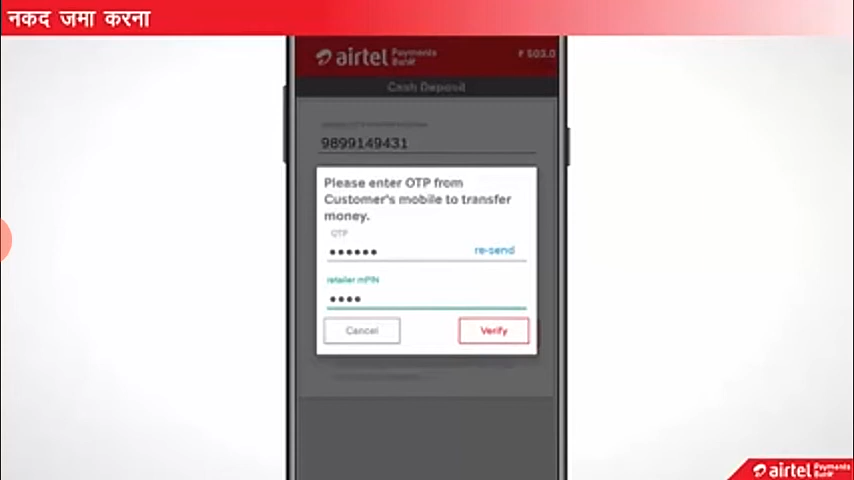 नकद जमा करना
airtel Payments Bank
₹ 503.0
Cash Deposit
9899149431
Please enter OTP from
Customer's mobile to transfer
money.
OTP
••••••
re-send
retailer mPIN
••••
Cancel
Verify
airtel Payments Bank